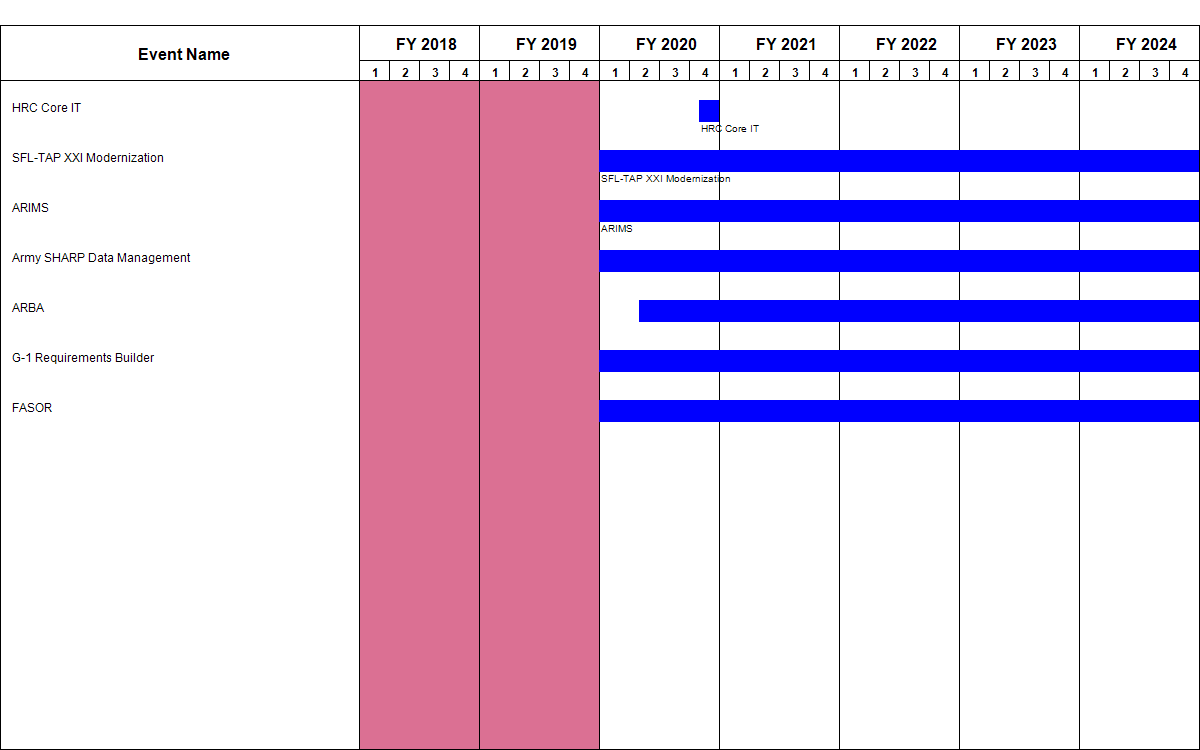 Event Name
FY 2018 FY 2019 FY 2020 FY 2021 FY 2022 FY 2023 FY 2024
1 2 3 4 1 2 3 4 1 2 3 4 1 2 3 4 1 2 3 4 1 2 3 4 1 2 3 4
HRC Core IT
HRC Core IT
SFL-TAP XXI Modernization
SFL-TAP XXI Modernization
ARIMS
ARIMS
Army SHARP Data Management
ARBA
G-1 Requirements Builder
FASOR